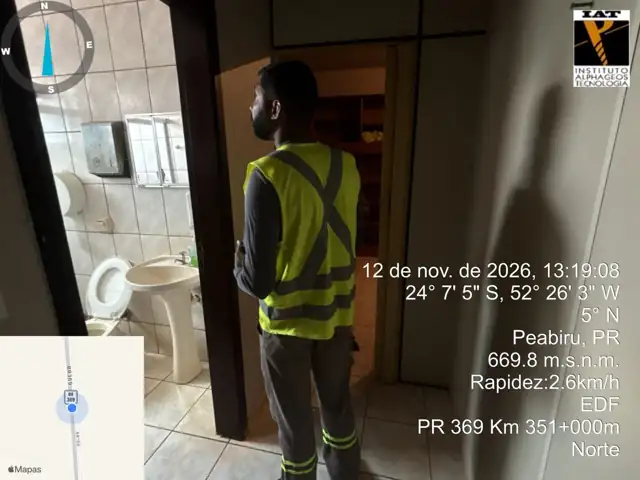 N
W
E
S
IAT
INSTITUTO
ALPHAGEOS
TECNOLOGIA
12 de nov. de 2026, 13:19:08
24° 7' 5" S, 52° 26' 3" W
5° N
Peabiru, PR
669.8 m.s.n.m.
Rapidez:2.6km/h
EDF
PR 369 Km 351+000m
Norte
369
Mapas